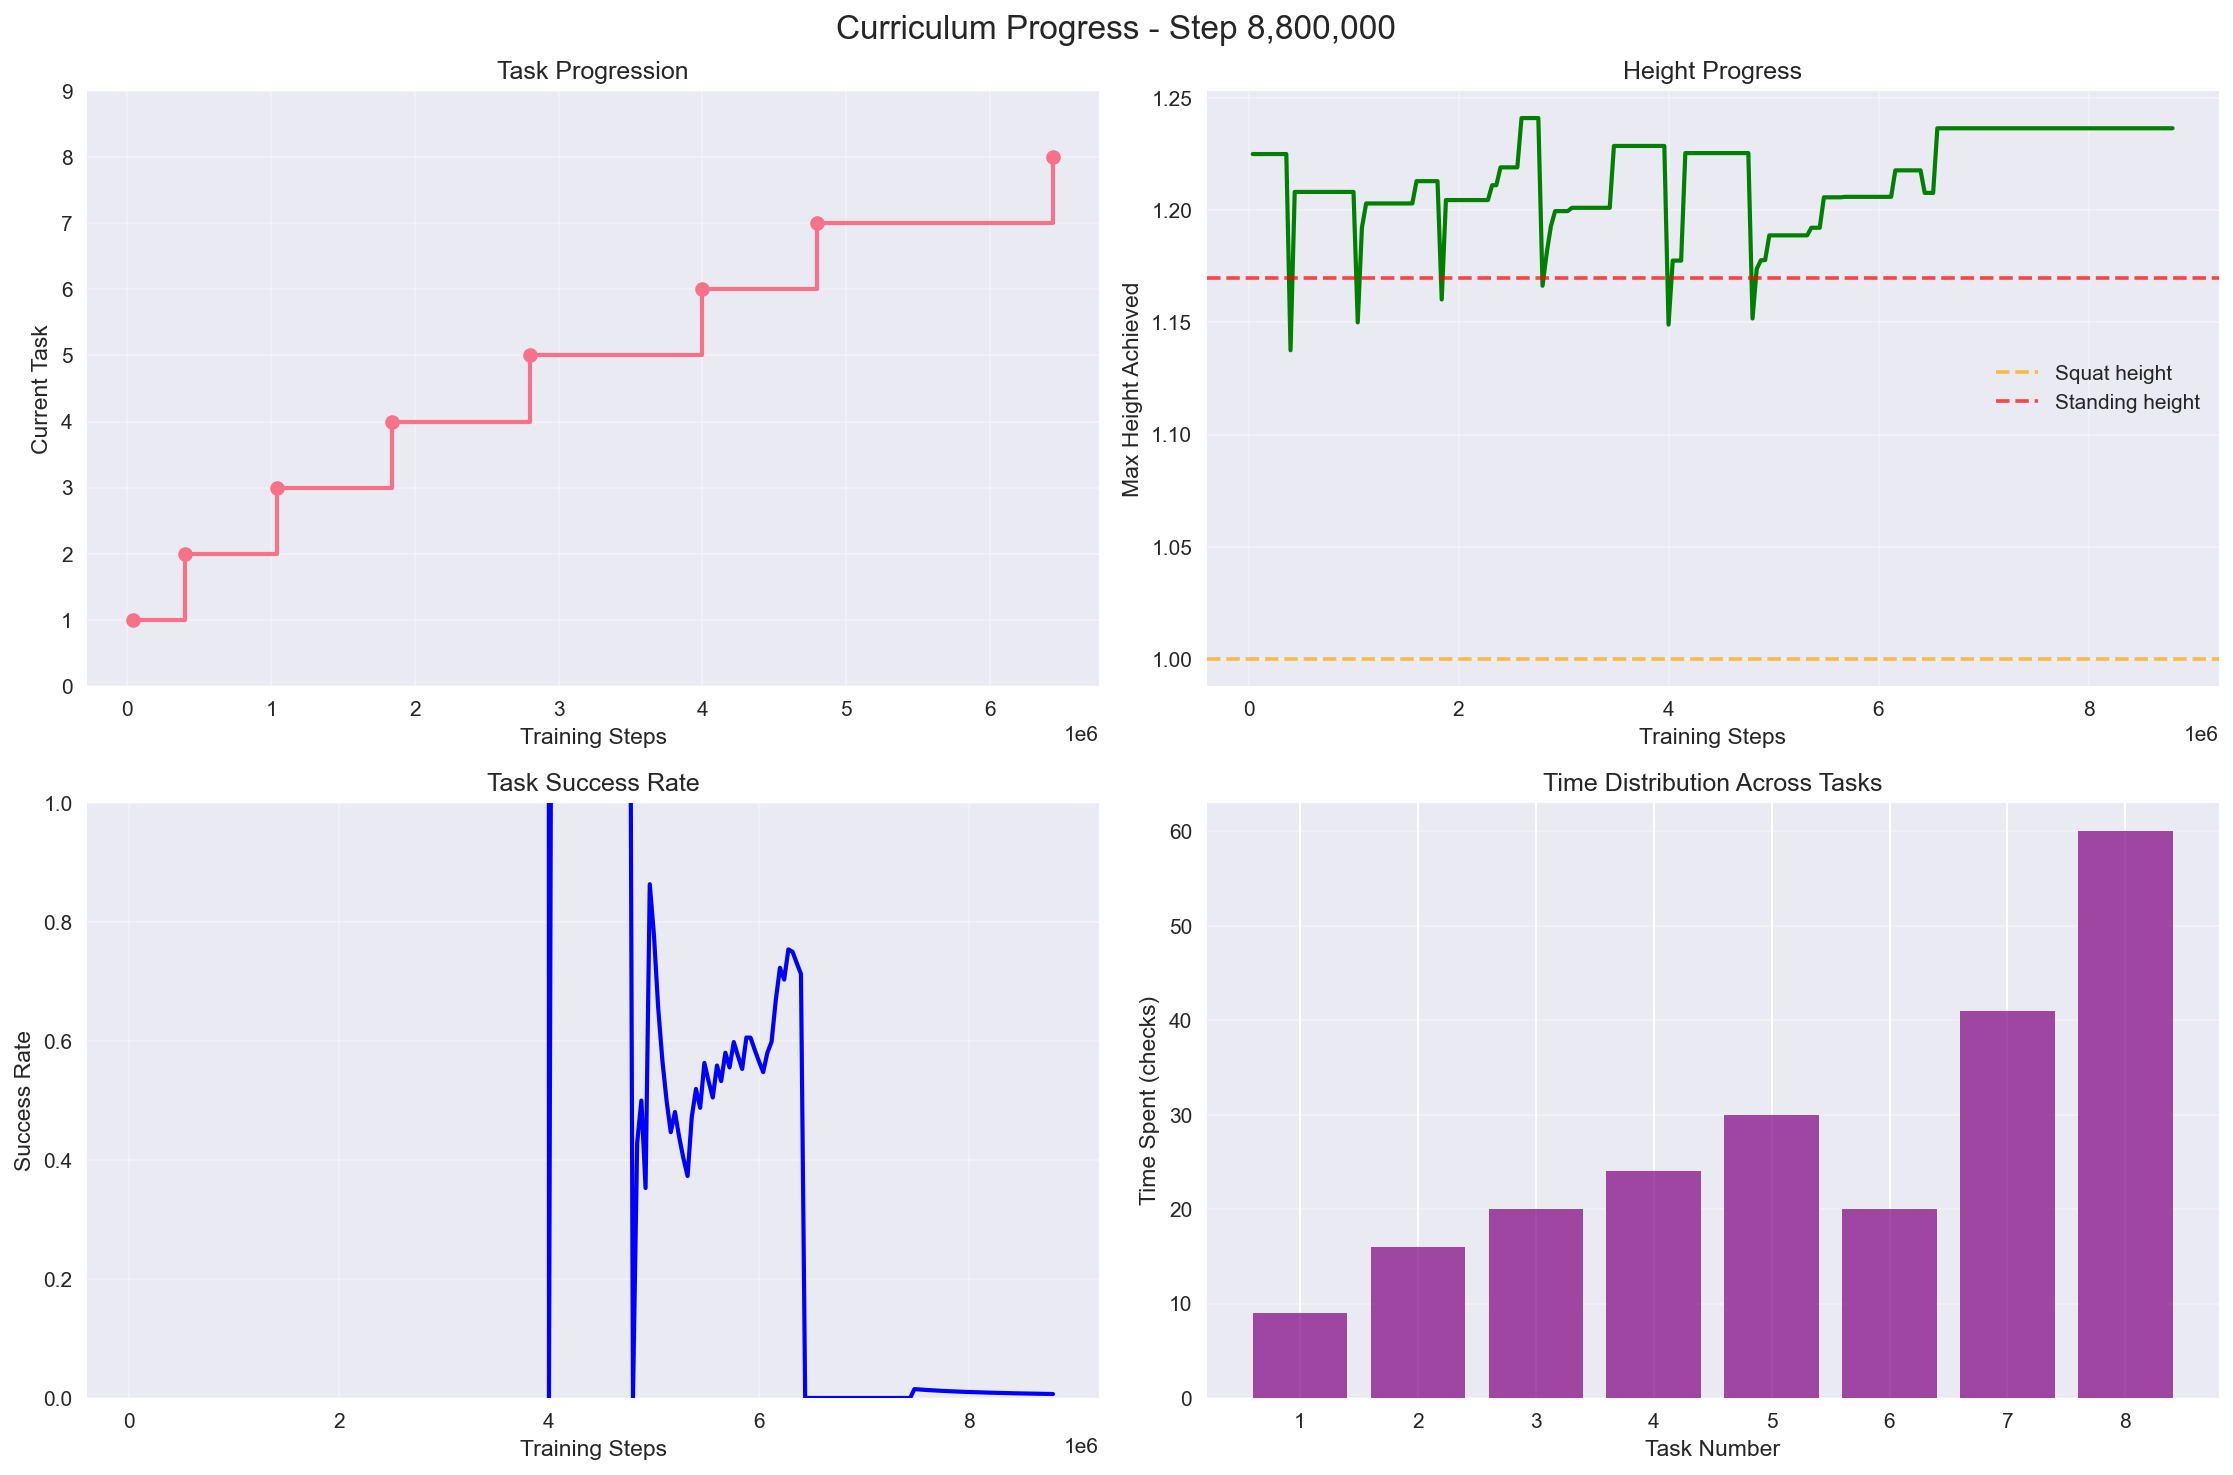 Curriculum Progress - Step 8,800,000
Task Progression
9
8
7
6
5
4
3
2
1
0
Current Task
0 1 2 3 4 5 6
1e6
Training Steps
Height Progress
1.25
1.20
1.15
1.10
1.05
1.00
Max Height Achieved
Squat height
Standing height
0 2 4 6 8
1e6
Training Steps
Task Success Rate
1.0
0.8
0.6
0.4
0.2
0.0
Success Rate
0 2 4 6 8
1e6
Training Steps
Time Distribution Across Tasks
60
50
40
30
20
10
0
Time Spent (checks)
1 2 3 4 5 6 7 8
Task Number